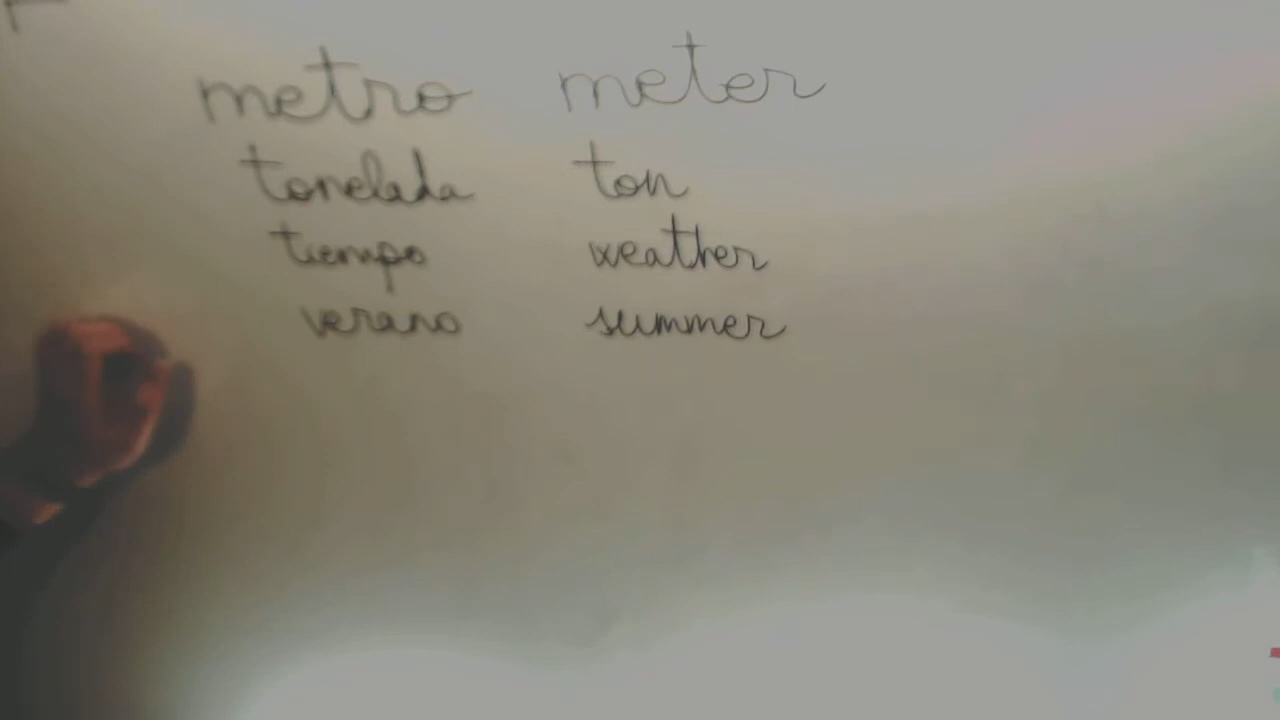 metro meter
tonelada ton
tiempo weather
verano summer